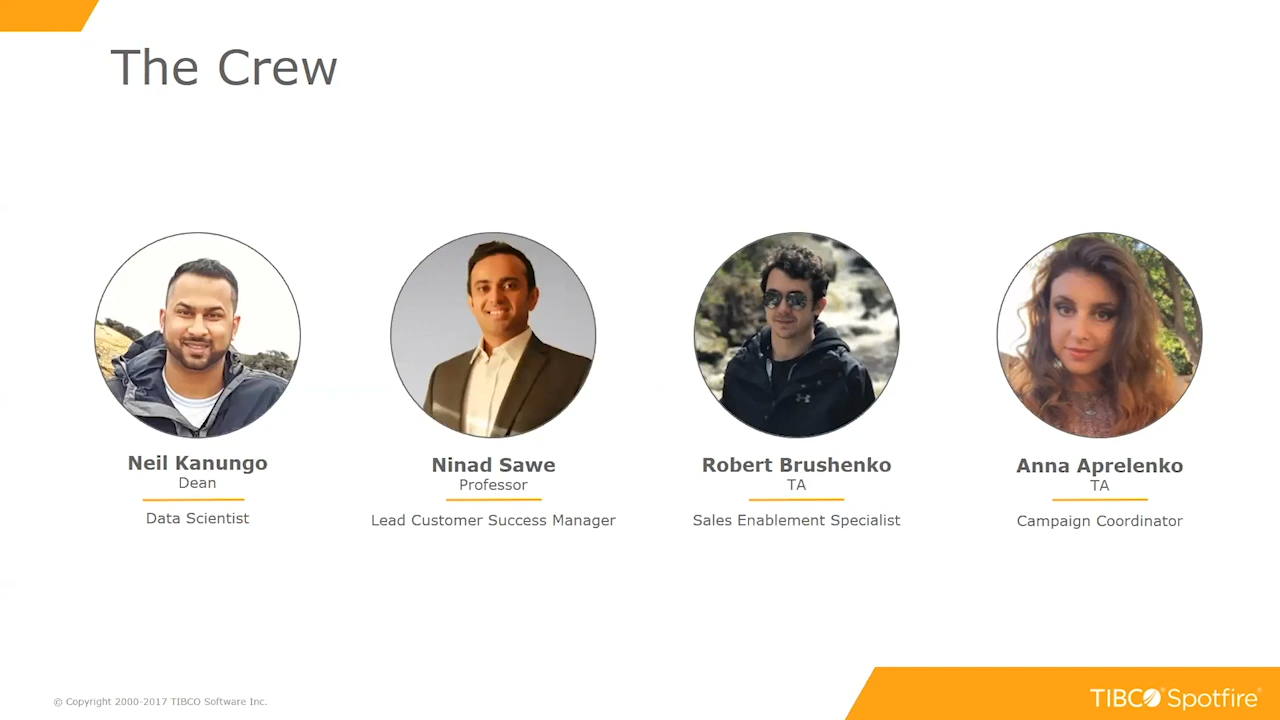 The Crew
Neil Kanungo
Dean
Data Scientist
Ninad Sawe
Professor
Lead Customer Success Manager
Robert Brushenko
TA
Sales Enablement Specialist
Anna Aprelenko
TA
Campaign Coordinator
© Copyright 2000-2017 TIBCO Software Inc.
TIBCO® Spotfire®